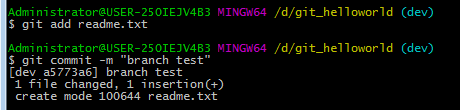 Administrator@USER-250IEJV4B3 MINGW64 /d/git_helloworld (dev)
$ git add readme.txt
Administrator@USER-250IEJV4B3 MINGW64 /d/git_helloworld (dev)
$ git commit -m "branch test"
[dev a5773a6] branch test
1 file changed, 1 insertion(+)
create mode 100644 readme.txt